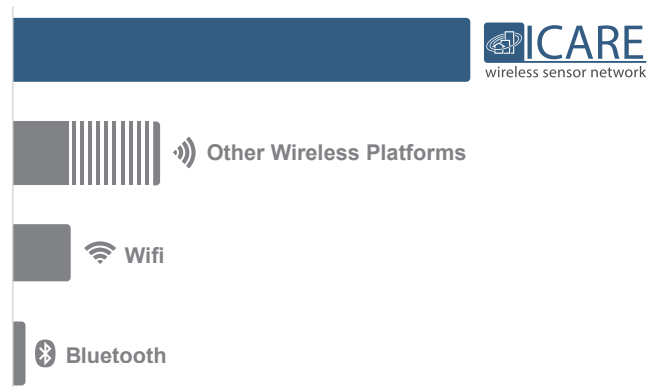 ICARE
wireless sensor network
Other Wireless Platforms
Wifi
Bluetooth